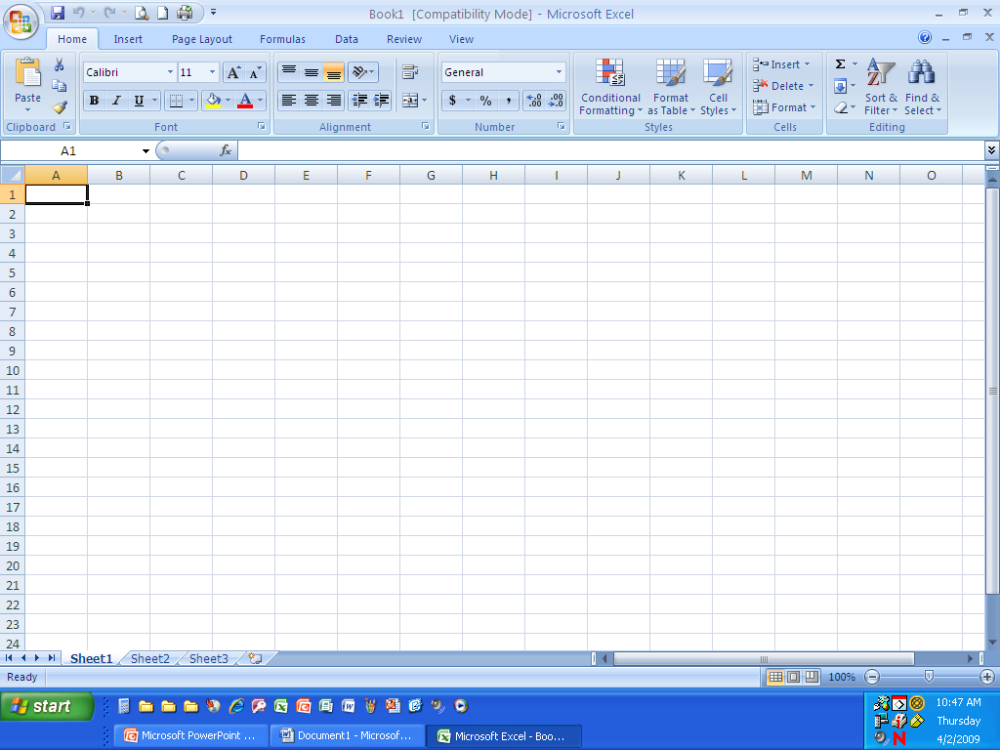 Book1 [Compatibility Mode] - Microsoft Excel
Home Insert Page Layout Formulas Data Review View
Calibri 11 General Insert Σ
Paste B I U $ % , .00 Conditional Formatting Format as Table Cell Styles Delete Format Sort & Filter Find & Select
Clipboard Font Alignment Number Styles Cells Editing
A1 fx
A B C D E F G H I J K L M N O
1
2
3
4
5
6
7
8
9
10
11
12
13
14
15
16
17
18
19
20
21
22
23
24
Sheet1 Sheet2 Sheet3
Ready 100%
start 10:47 AM
Thursday
Microsoft PowerPoint ... Document1 - Microsof... Microsoft Excel - Boo... 4/2/2009